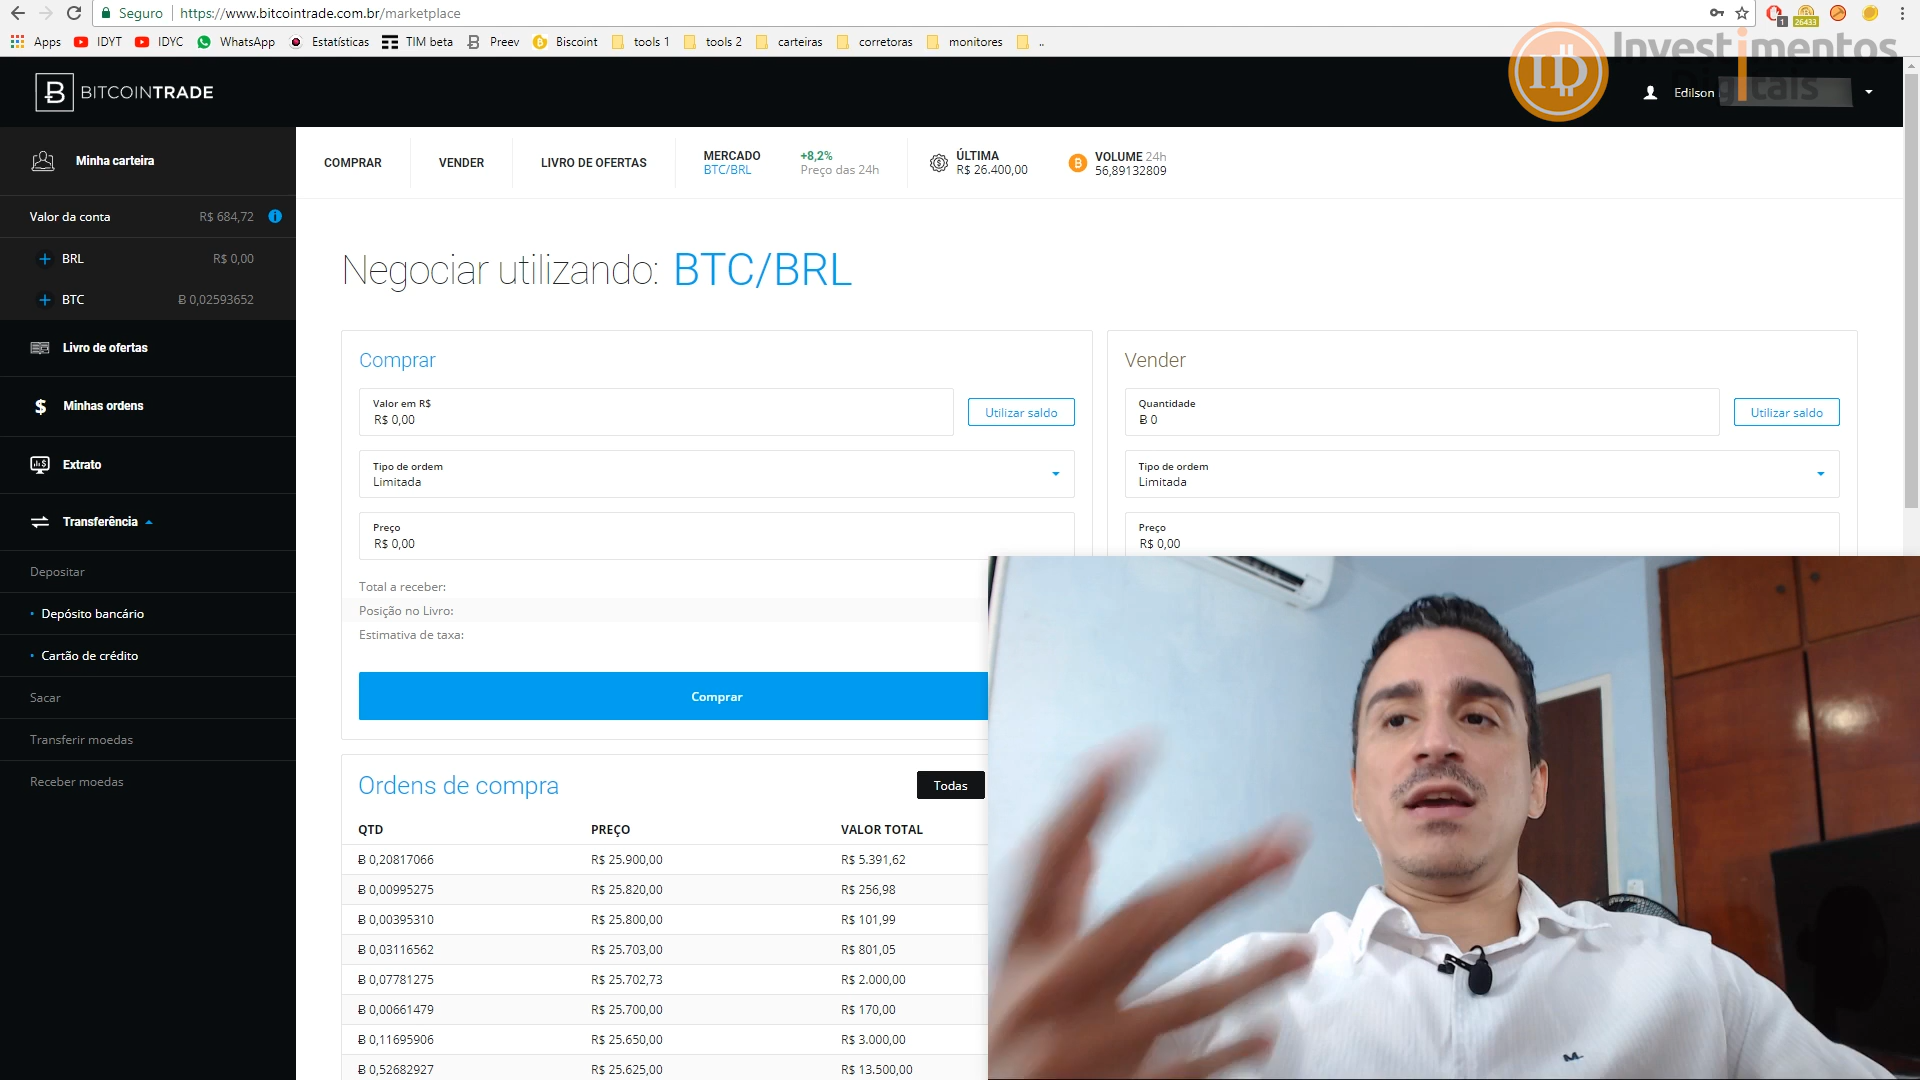 Seguro https://www.bitcointrade.com.br/marketplace
1 26433
Apps IDYT IDYC WhatsApp Estatísticas TIM beta Preev Biscoint tools 1 tools 2 carteiras corretoras monitores ..
ID Investimentos Digitais
BITCOINTRADE
Edilson
Minha carteira
COMPRAR VENDER LIVRO DE OFERTAS
MERCADO +8,2% ÚLTIMA VOLUME 24h
BTC/BRL Preço das 24h R$ 26.400,00 56,89132809
Valor da conta R$ 684,72
BRL R$ 0,00
BTC Ƀ 0,02593652
Livro de ofertas
Minhas ordens
Extrato
Transferência
Depositar
Depósito bancário
Cartão de crédito
Sacar
Transferir moedas
Receber moedas
Negociar utilizando: BTC/BRL
Comprar
Valor em R$
R$ 0,00
Utilizar saldo
Tipo de ordem
Limitada
Preço
R$ 0,00
Total a receber:
Posição no Livro:
Estimativa de taxa:
Comprar
Vender
Quantidade
Ƀ 0
Utilizar saldo
Tipo de ordem
Limitada
Preço
R$ 0,00
Ordens de compra Todas
QTD PREÇO VALOR TOTAL
Ƀ 0,20817066 R$ 25.900,00 R$ 5.391,62
Ƀ 0,00995275 R$ 25.820,00 R$ 256,98
Ƀ 0,00395310 R$ 25.800,00 R$ 101,99
Ƀ 0,03116562 R$ 25.703,00 R$ 801,05
Ƀ 0,07781275 R$ 25.702,73 R$ 2.000,00
Ƀ 0,00661479 R$ 25.700,00 R$ 170,00
Ƀ 0,11695906 R$ 25.650,00 R$ 3.000,00
Ƀ 0,52682927 R$ 25.625,00 R$ 13.500,00